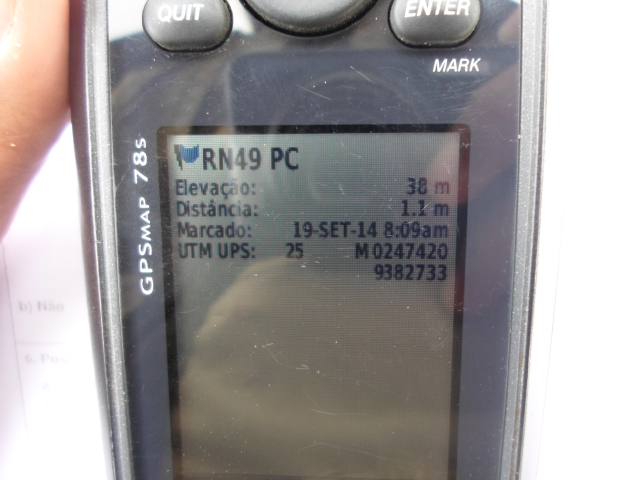 QUIT
ENTER
MARK
GPSMAP 78s
RN49 PC
Elevação: 38 m
Distância: 1.1 m
Marcado: 19-SET-14 8:09am
UTM UPS: 25 M 0247420
9382733
b) Não
6.